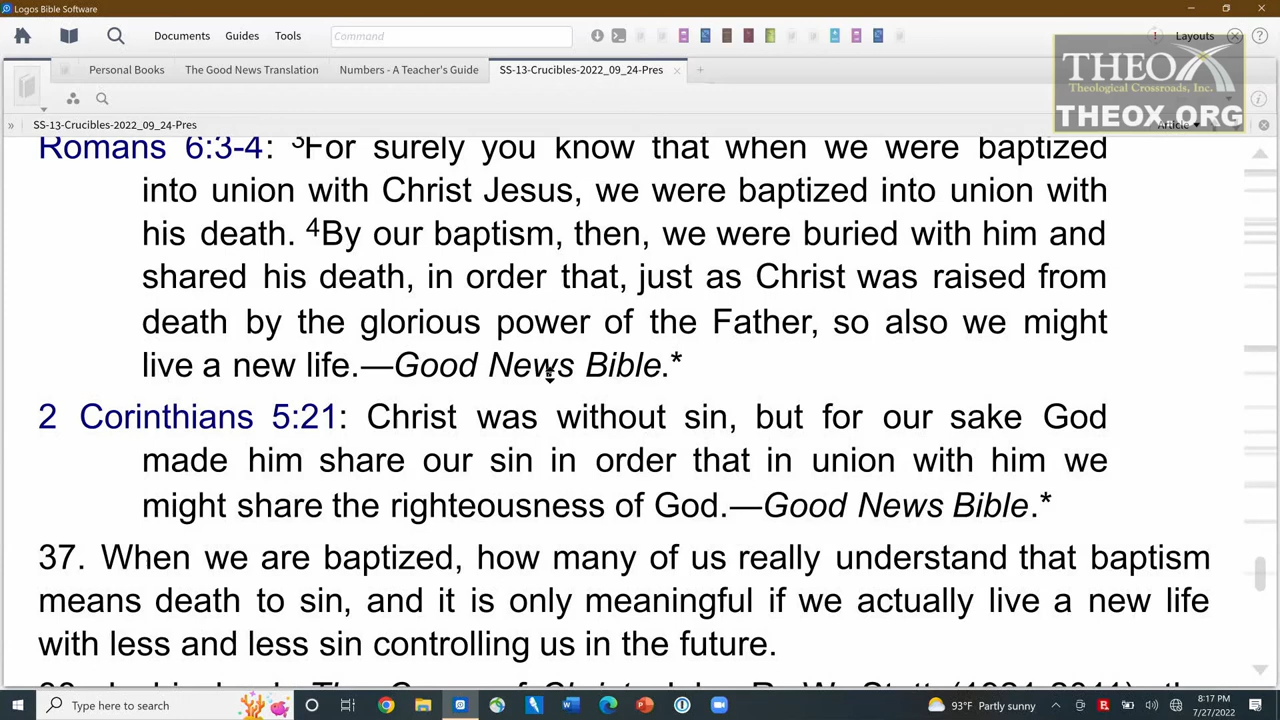 Logos Bible Software
Documents Guides Tools Command Layouts
THEOX
Theological Crossroads, Inc.
THEOX.ORG
Personal Books The Good News Translation Numbers - A Teacher's Guide SS-13-Crucibles-2022_09_24-Pres
SS-13-Crucibles-2022_09_24-Pres Article
Romans 6:3-4: 3For surely you know that when we were baptized
into union with Christ Jesus, we were baptized into union with
his death. 4By our baptism, then, we were buried with him and
shared his death, in order that, just as Christ was raised from
death by the glorious power of the Father, so also we might
live a new life.—Good News Bible.*
2 Corinthians 5:21: Christ was without sin, but for our sake God
made him share our sin in order that in union with him we
might share the righteousness of God.—Good News Bible.*
37. When we are baptized, how many of us really understand that baptism
means death to sin, and it is only meaningful if we actually live a new life
with less and less sin controlling us in the future.
Type here to search 93°F Partly sunny 8:17 PM
7/27/2022